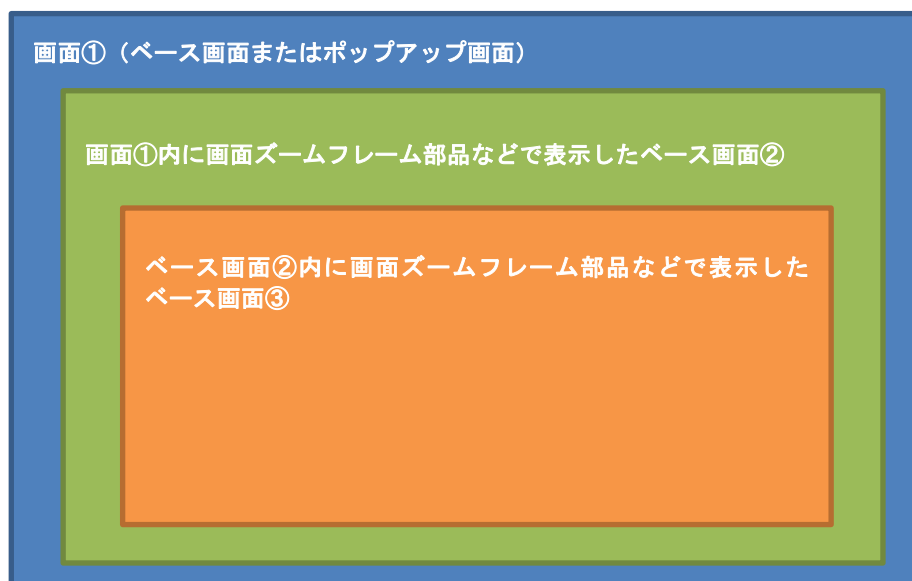 画面①（ベース画面またはポップアップ画面）
画面①内に画面ズームフレーム部品などで表示したベース画面②
ベース画面②内に画面ズームフレーム部品などで表示した
ベース画面③